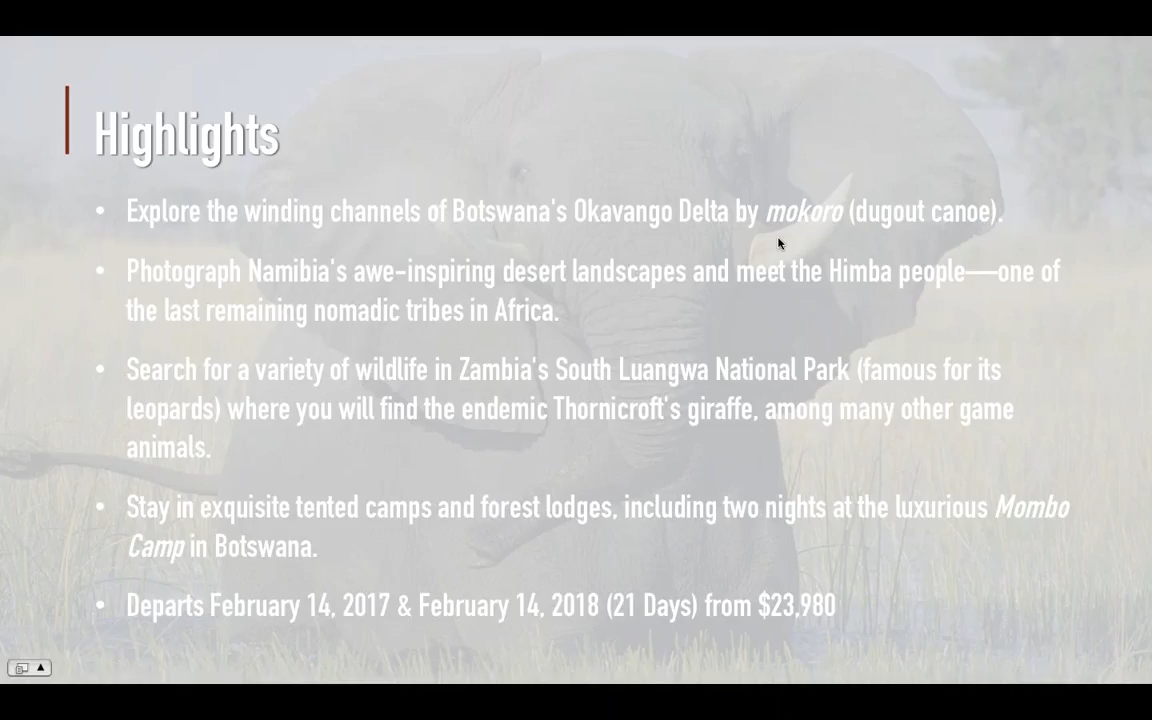 Highlights
• Explore the winding channels of Botswana's Okavango Delta by mokoro (dugout canoe).
• Photograph Namibia's awe-inspiring desert landscapes and meet the Himba people—one of
the last remaining nomadic tribes in Africa.
• Search for a variety of wildlife in Zambia's South Luangwa National Park (famous for its
leopards) where you will find the endemic Thornicroft's giraffe, among many other game
animals.
• Stay in exquisite tented camps and forest lodges, including two nights at the luxurious Mombo
Camp in Botswana.
• Departs February 14, 2017 & February 14, 2018 (21 Days) from $23,980